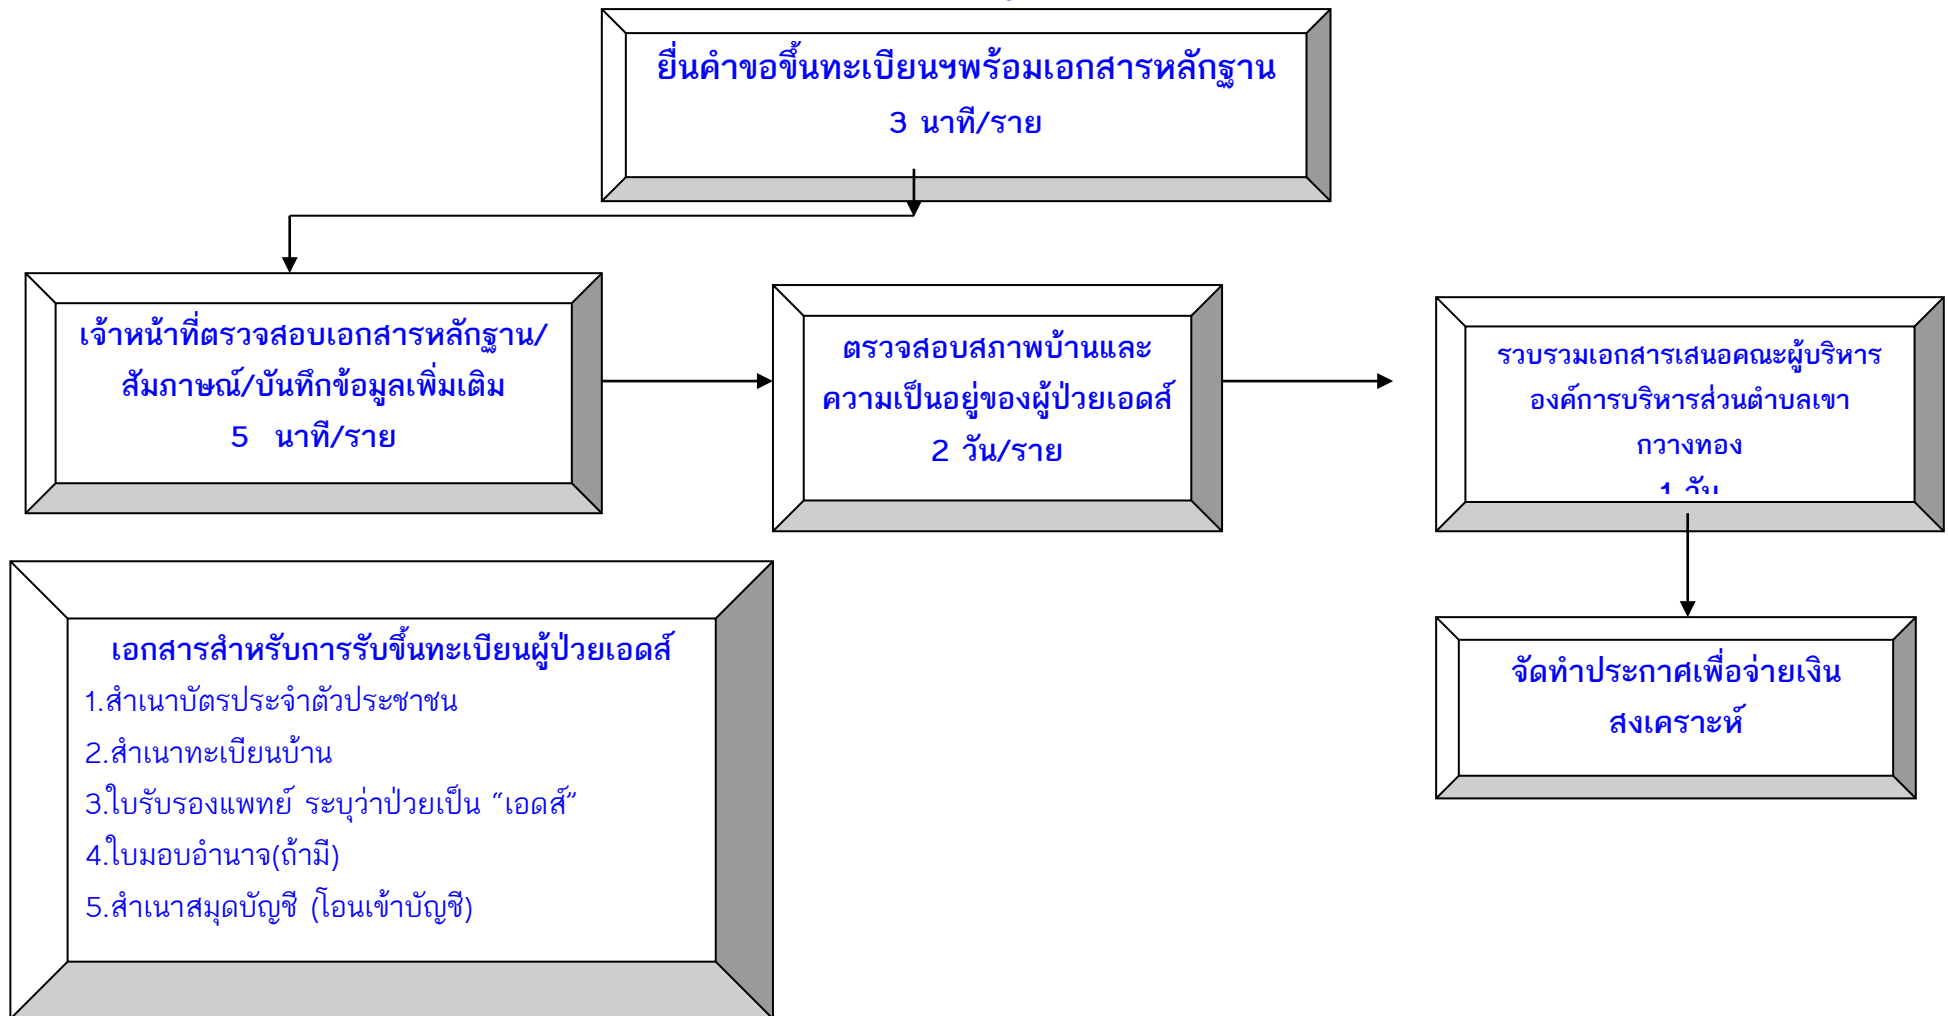 ยื่นคำขอขึ้นทะเบียนฯพร้อมเอกสารหลักฐาน
3 นาที/ราย
เจ้าหน้าที่ตรวจสอบเอกสารหลักฐาน/
สัมภาษณ์/บันทึกข้อมูลเพิ่มเติม
5 นาที/ราย
ตรวจสอบสภาพบ้านและ
ความเป็นอยู่ของผู้ป่วยเอดส์
2 วัน/ราย
รวบรวมเอกสารเสนอคณะผู้บริหาร
องค์การบริหารส่วนตำบลเขา
กวางทอง
1 วัน
จัดทำประกาศเพื่อจ่ายเงิน
สงเคราะห์
เอกสารสำหรับการรับขึ้นทะเบียนผู้ป่วยเอดส์
1.สำเนาบัตรประจำตัวประชาชน
2.สำเนาทะเบียนบ้าน
3.ใบรับรองแพทย์ ระบุว่าป่วยเป็น “เอดส์”
4.ใบมอบอำนาจ(ถ้ามี)
5.สำเนาสมุดบัญชี (โอนเข้าบัญชี)